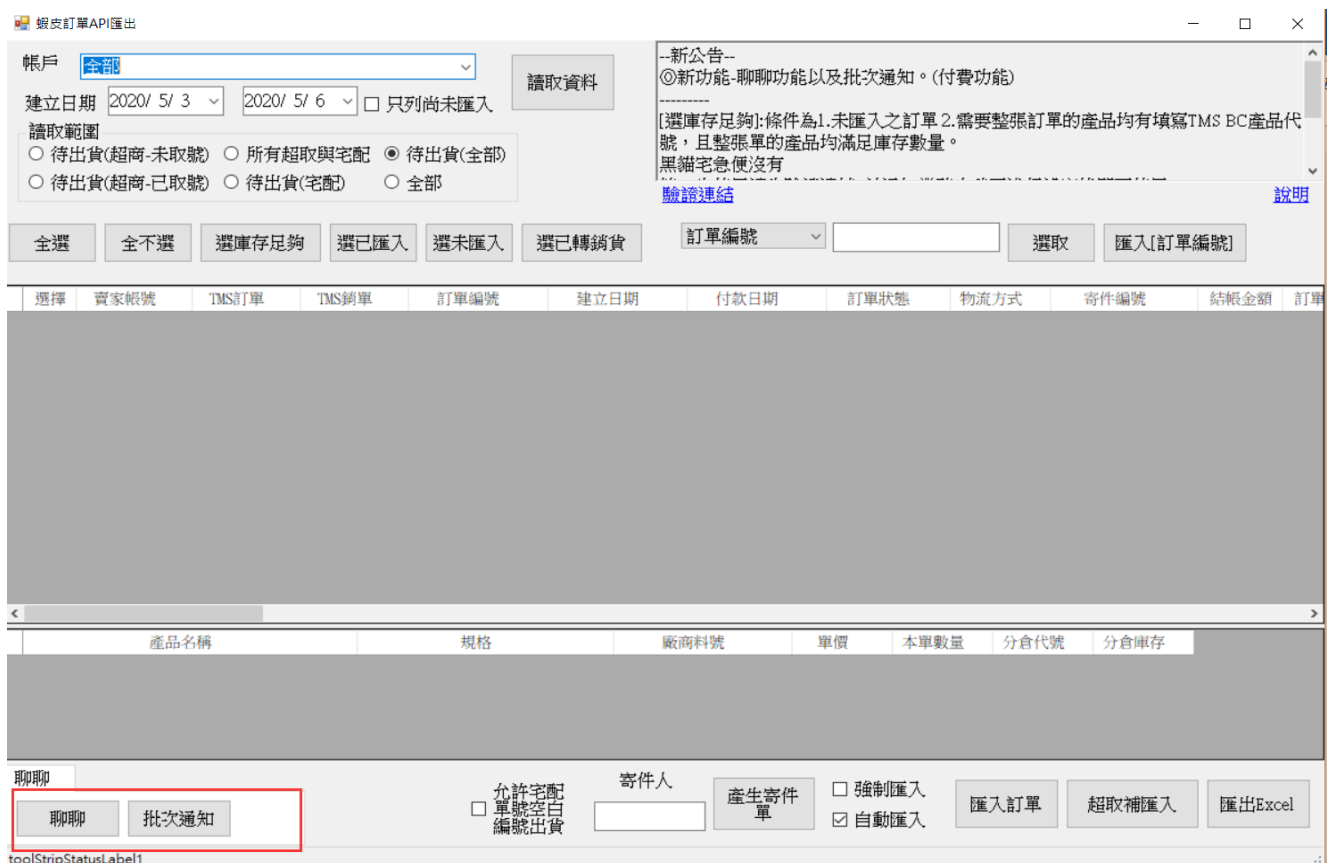 蝦皮訂單API匯出
帳戶
全部
讀取資料
建立日期
2020/ 5/ 3
2020/ 5/ 6
只列尚未匯入
讀取範圍
待出貨(超商-未取號)
所有超取與宅配
待出貨(全部)
待出貨(超商-已取號)
待出貨(宅配)
全部
--新公告--
◎新功能-聊聊功能以及批次通知。(付費功能)
---------
[選庫存足夠]:條件為1.未匯入之訂單2.需要整張訂單的產品均有填寫TMS BC產品代
號，且整張單的產品均滿足庫存數量。
黑貓宅急便沒有
驗證連結
說明
全選
全不選
選庫存足夠
選已匯入
選未匯入
選已轉銷貨
訂單編號
選取
匯入[訂單編號]
選擇
賣家帳號
TMS訂單
TMS銷單
訂單編號
建立日期
付款日期
訂單狀態
物流方式
寄件編號
結帳金額
訂單
產品名稱
規格
廠商料號
單價
本單數量
分倉代號
分倉庫存
聊聊
聊聊
批次通知
允許宅配
單號空白
編號出貨
寄件人
產生寄件
單
強制匯入
自動匯入
匯入訂單
超取補匯入
匯出Excel
toolStripStatusLabel1